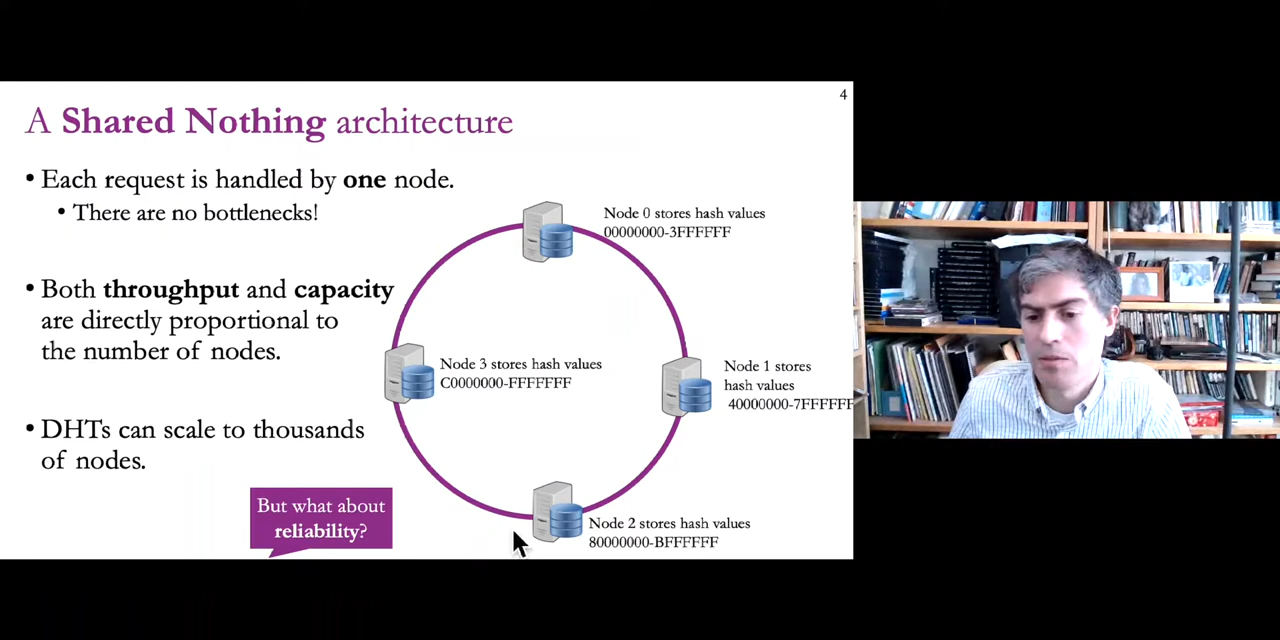 4
A Shared Nothing architecture
• Each request is handled by one node.
• There are no bottlenecks!
• Both throughput and capacity
are directly proportional to
the number of nodes.
• DHTs can scale to thousands
of nodes.
But what about
reliability?
Node 0 stores hash values
00000000-3FFFFFF
Node 3 stores hash values
C0000000-FFFFFFF
Node 1 stores
hash values
40000000-7FFFFFF
Node 2 stores hash values
80000000-BFFFFFF